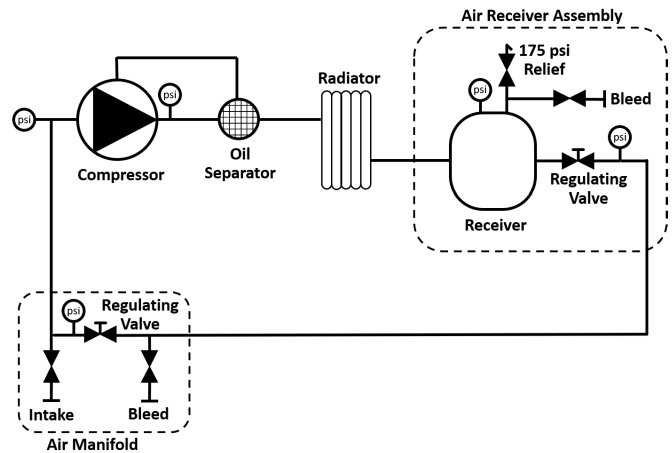 Air Receiver Assembly
175 psi
Relief
Radiator
psi
psi
Bleed
psi
psi
Compressor
Oil
Separator
Regulating
Valve
Receiver
Regulating
Valve
psi
Intake
Bleed
Air Manifold